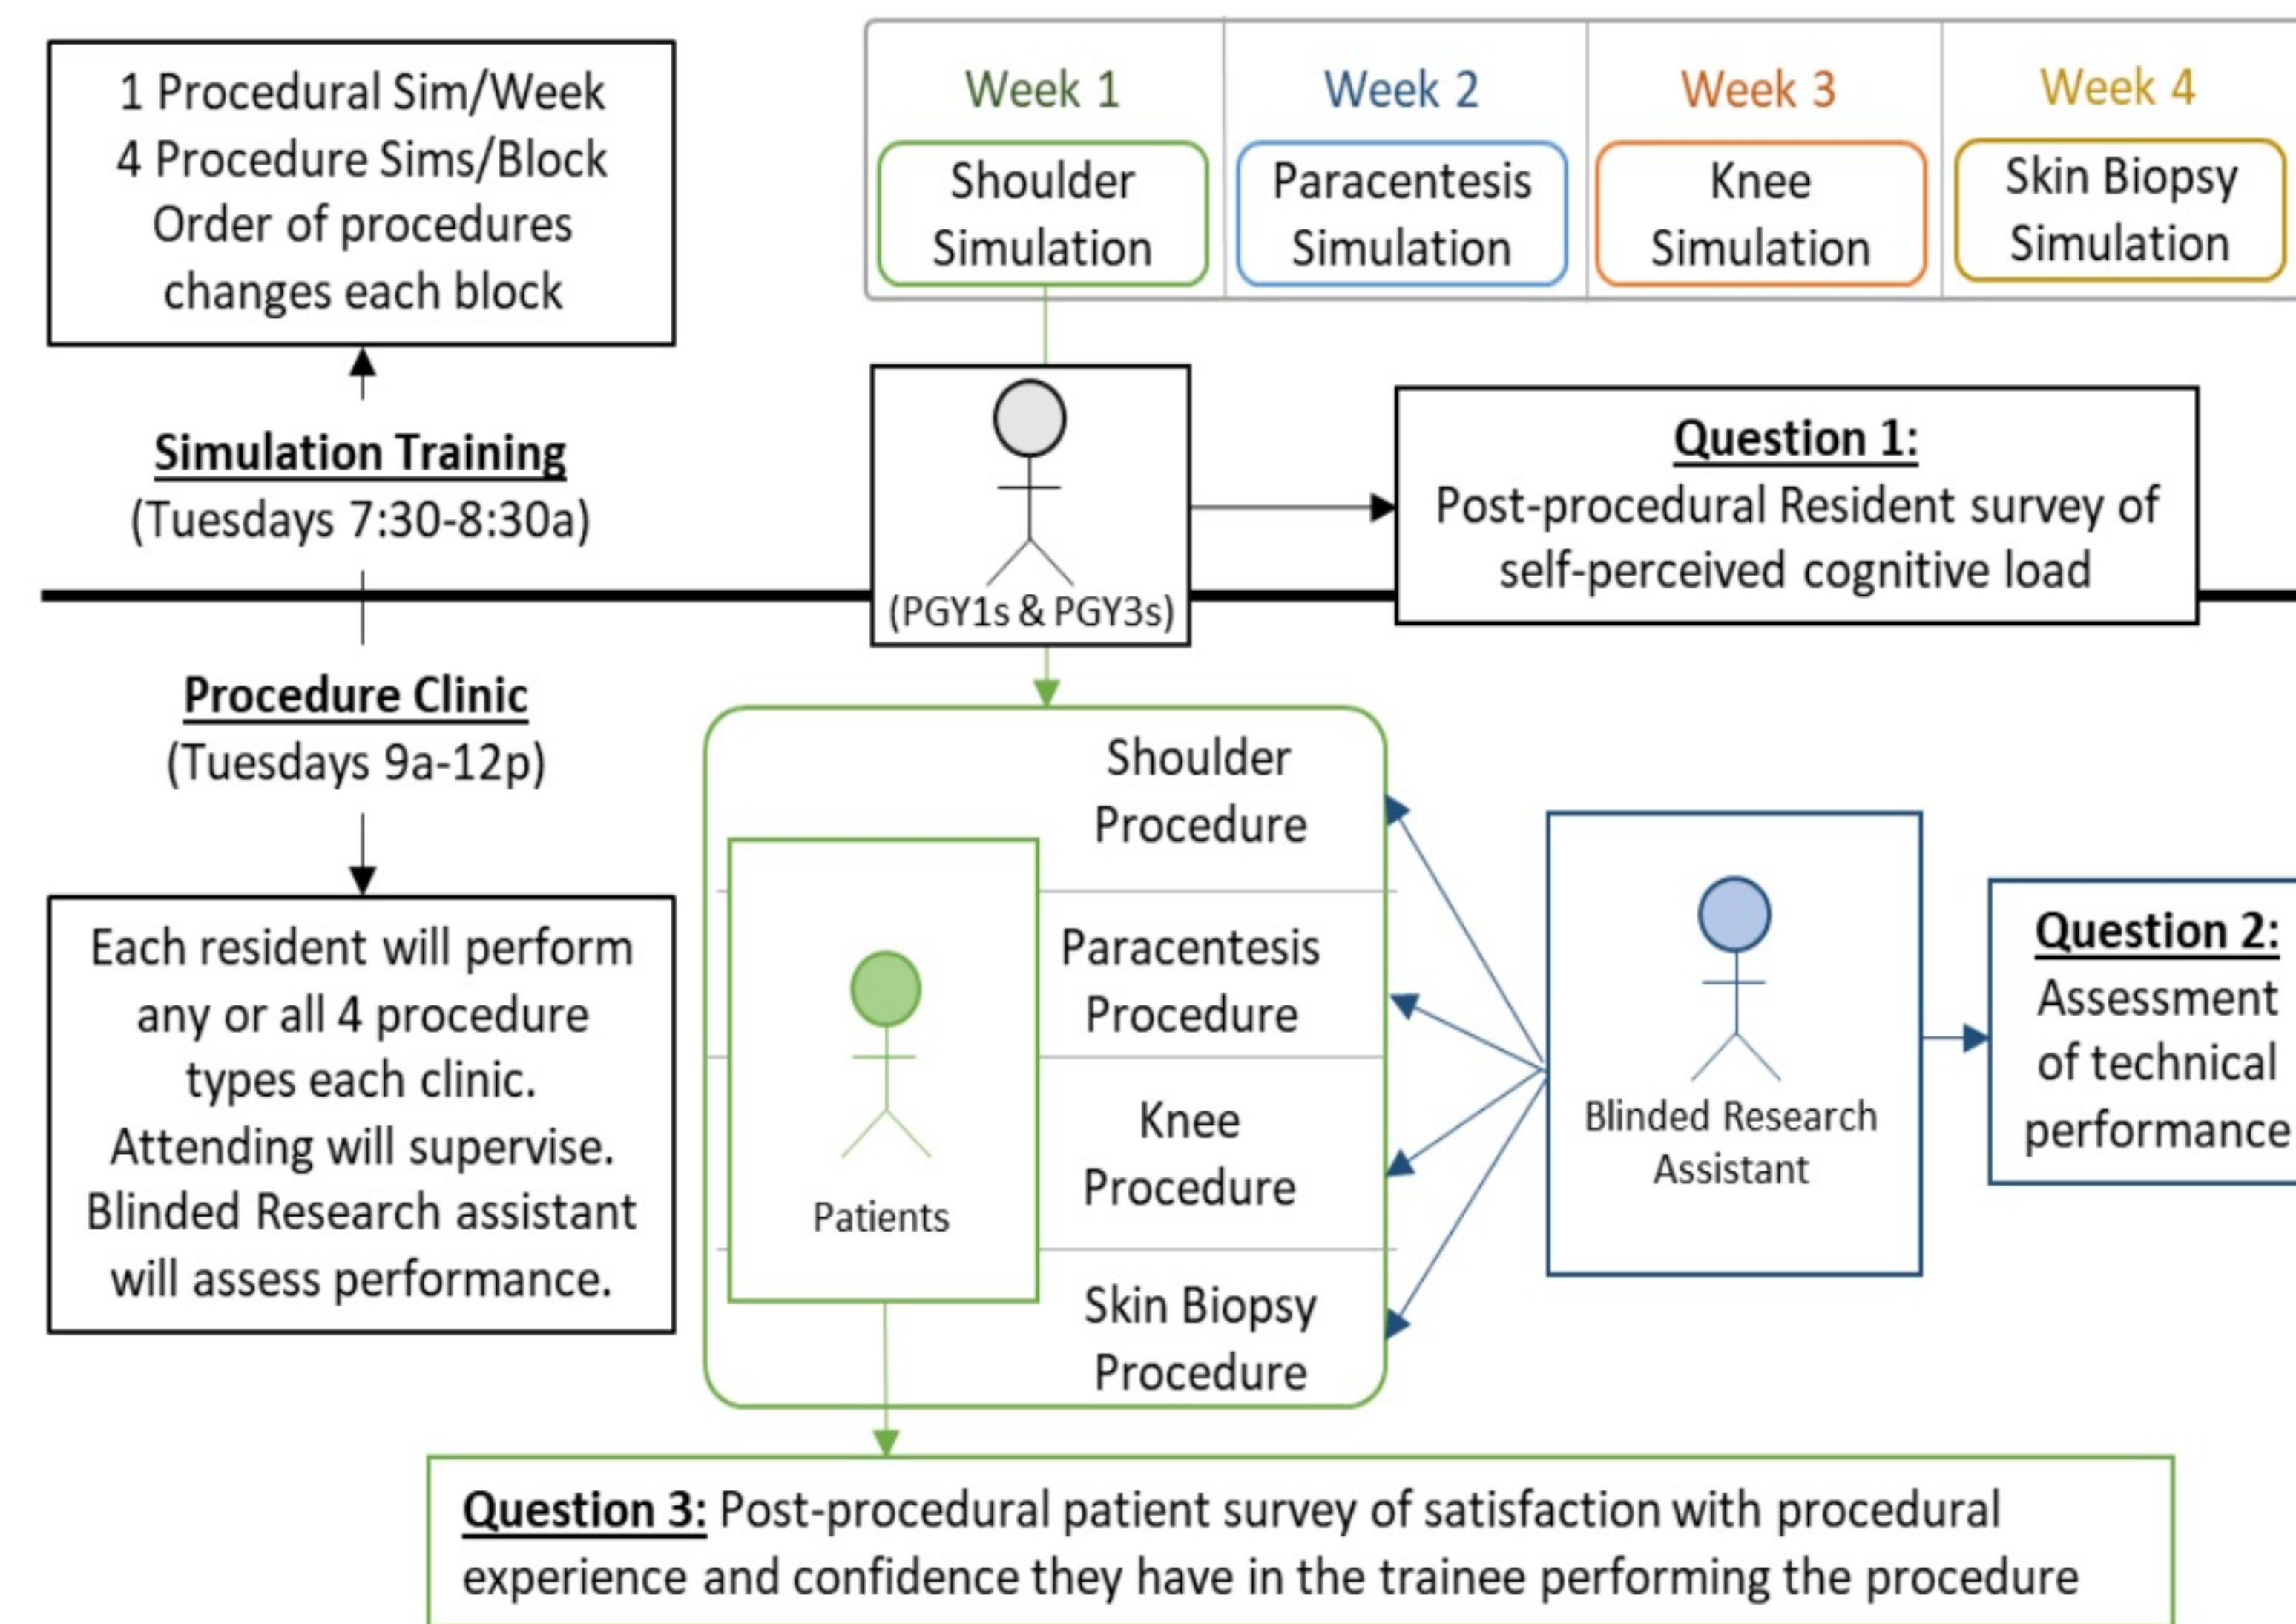 1 Procedural Sim/Week
4 Procedure Sims/Block
Order of procedures
changes each block
Week 1
Shoulder
Simulation
Week 2
Paracentesis
Simulation
Week 3
Knee
Simulation
Week 4
Skin Biopsy
Simulation
Simulation Training
(Tuesdays 7:30-8:30a)
(PGY1s & PGY3s)
Question 1:
Post-procedural Resident survey of
self-perceived cognitive load
Procedure Clinic
(Tuesdays 9a-12p)
Each resident will perform
any or all 4 procedure
types each clinic.
Attending will supervise.
Blinded Research assistant
will assess performance.
Patients
Shoulder
Procedure
Paracentesis
Procedure
Knee
Procedure
Skin Biopsy
Procedure
Blinded Research
Assistant
Question 2:
Assessment
of technical
performance
Question 3: Post-procedural patient survey of satisfaction with procedural
experience and confidence they have in the trainee performing the procedure